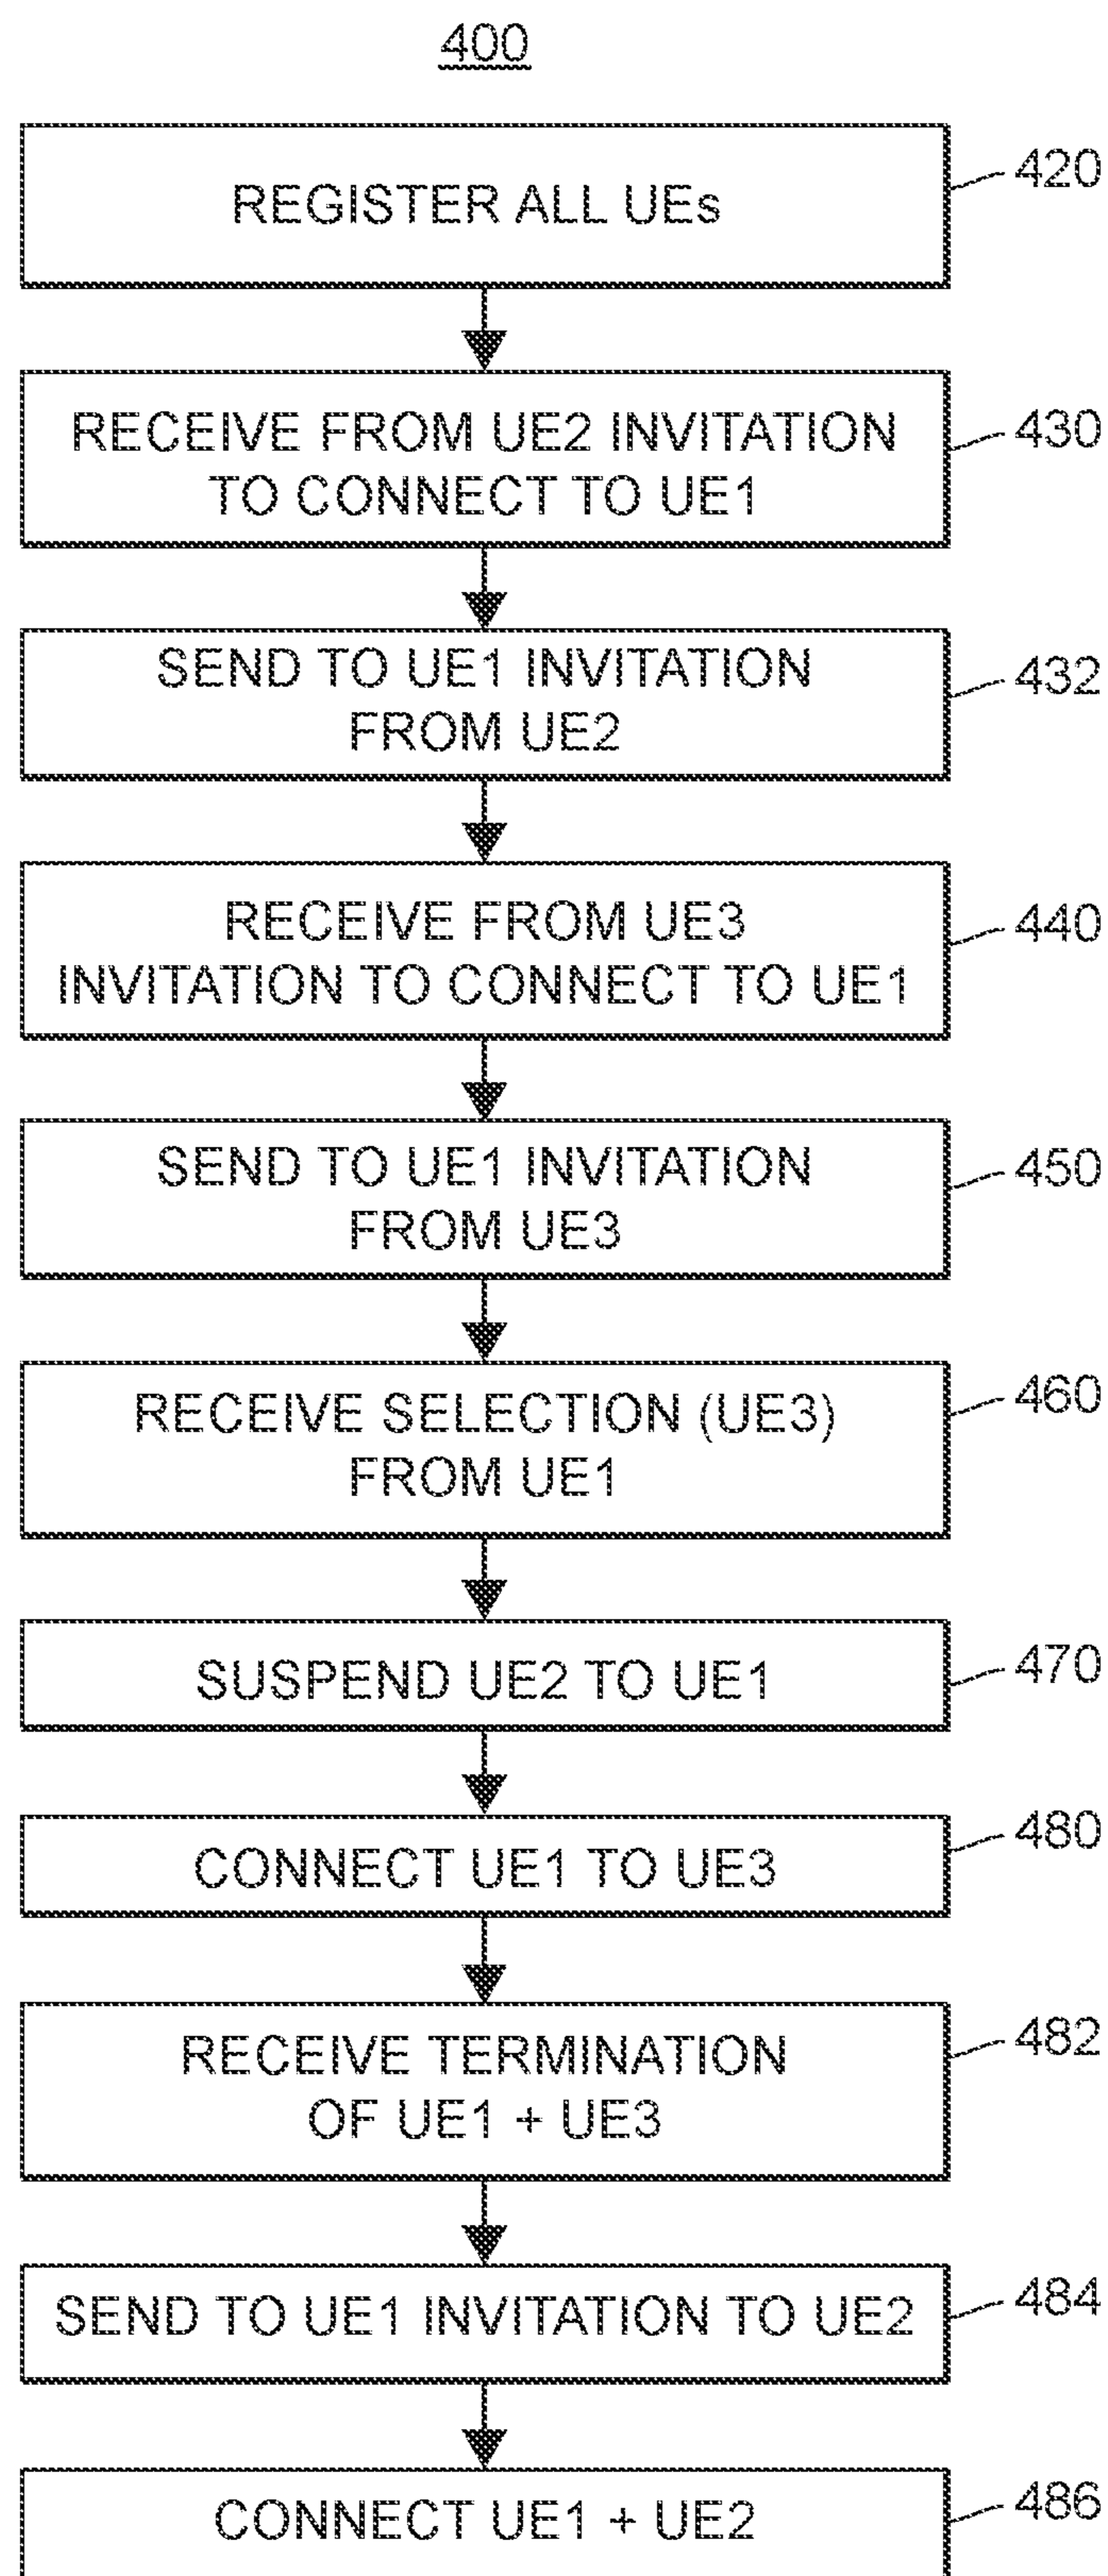 400
REGISTER ALL UEs
420
RECEIVE FROM UE2 INVITATION
TO CONNECT TO UE1
430
SEND TO UE1 INVITATION
FROM UE2
432
RECEIVE FROM UE3
INVITATION TO CONNECT TO UE1
440
SEND TO UE1 INVITATION
FROM UE3
450
RECEIVE SELECTION (UE3)
FROM UE1
460
SUSPEND UE2 TO UE1
470
CONNECT UE1 TO UE3
480
RECEIVE TERMINATION
OF UE1 + UE3
482
SEND TO UE1 INVITATION TO UE2
484
CONNECT UE1 + UE2
486